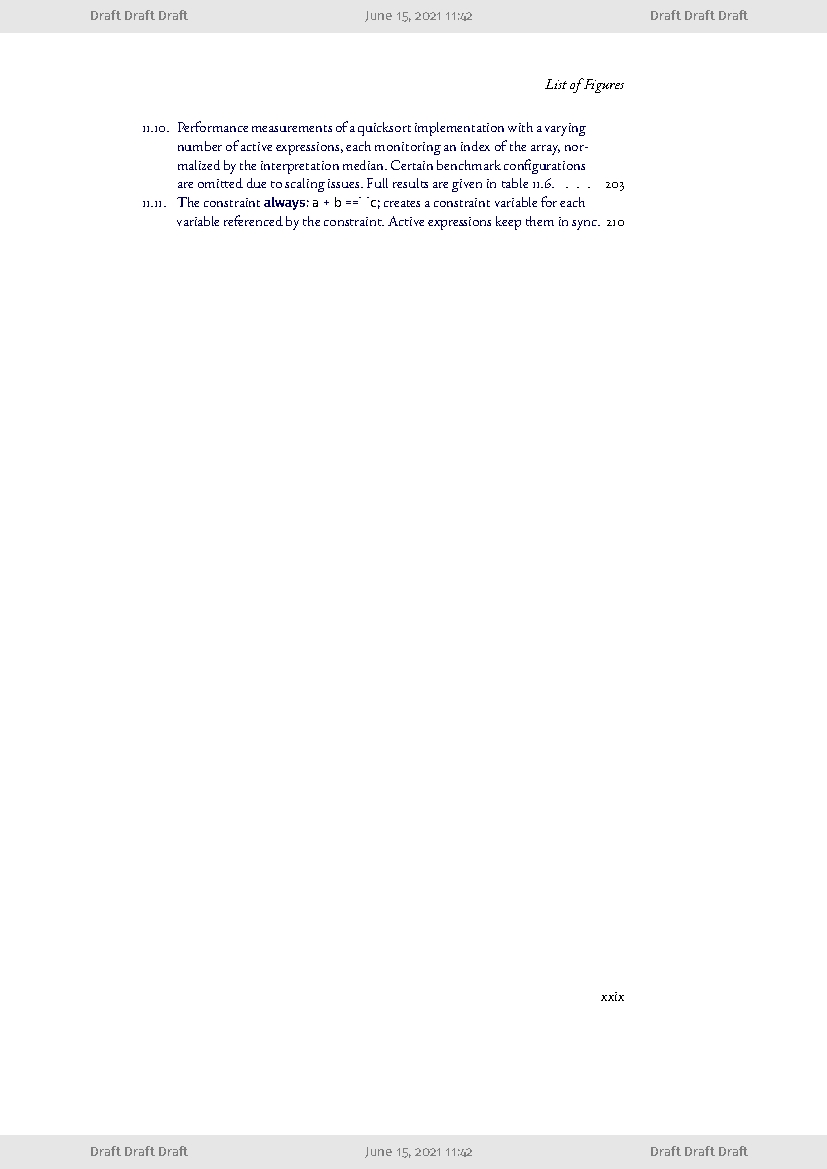 Draft Draft Draft June 15, 2021 11:42 Draft Draft Draft
List of Figures
11.10. Performance measurements of a quicksort implementation with a varying
number of active expressions, each monitoring an index of the array, nor-
malized by the interpretation median. Certain benchmark configurations
are omitted due to scaling issues. Full results are given in table 11.6. . . . . 203
11.11. The constraint always: a + b ==˙ ˙c; creates a constraint variable for each
variable referenced by the constraint. Active expressions keep them in sync. 210
xxix
Draft Draft Draft June 15, 2021 11:42 Draft Draft Draft